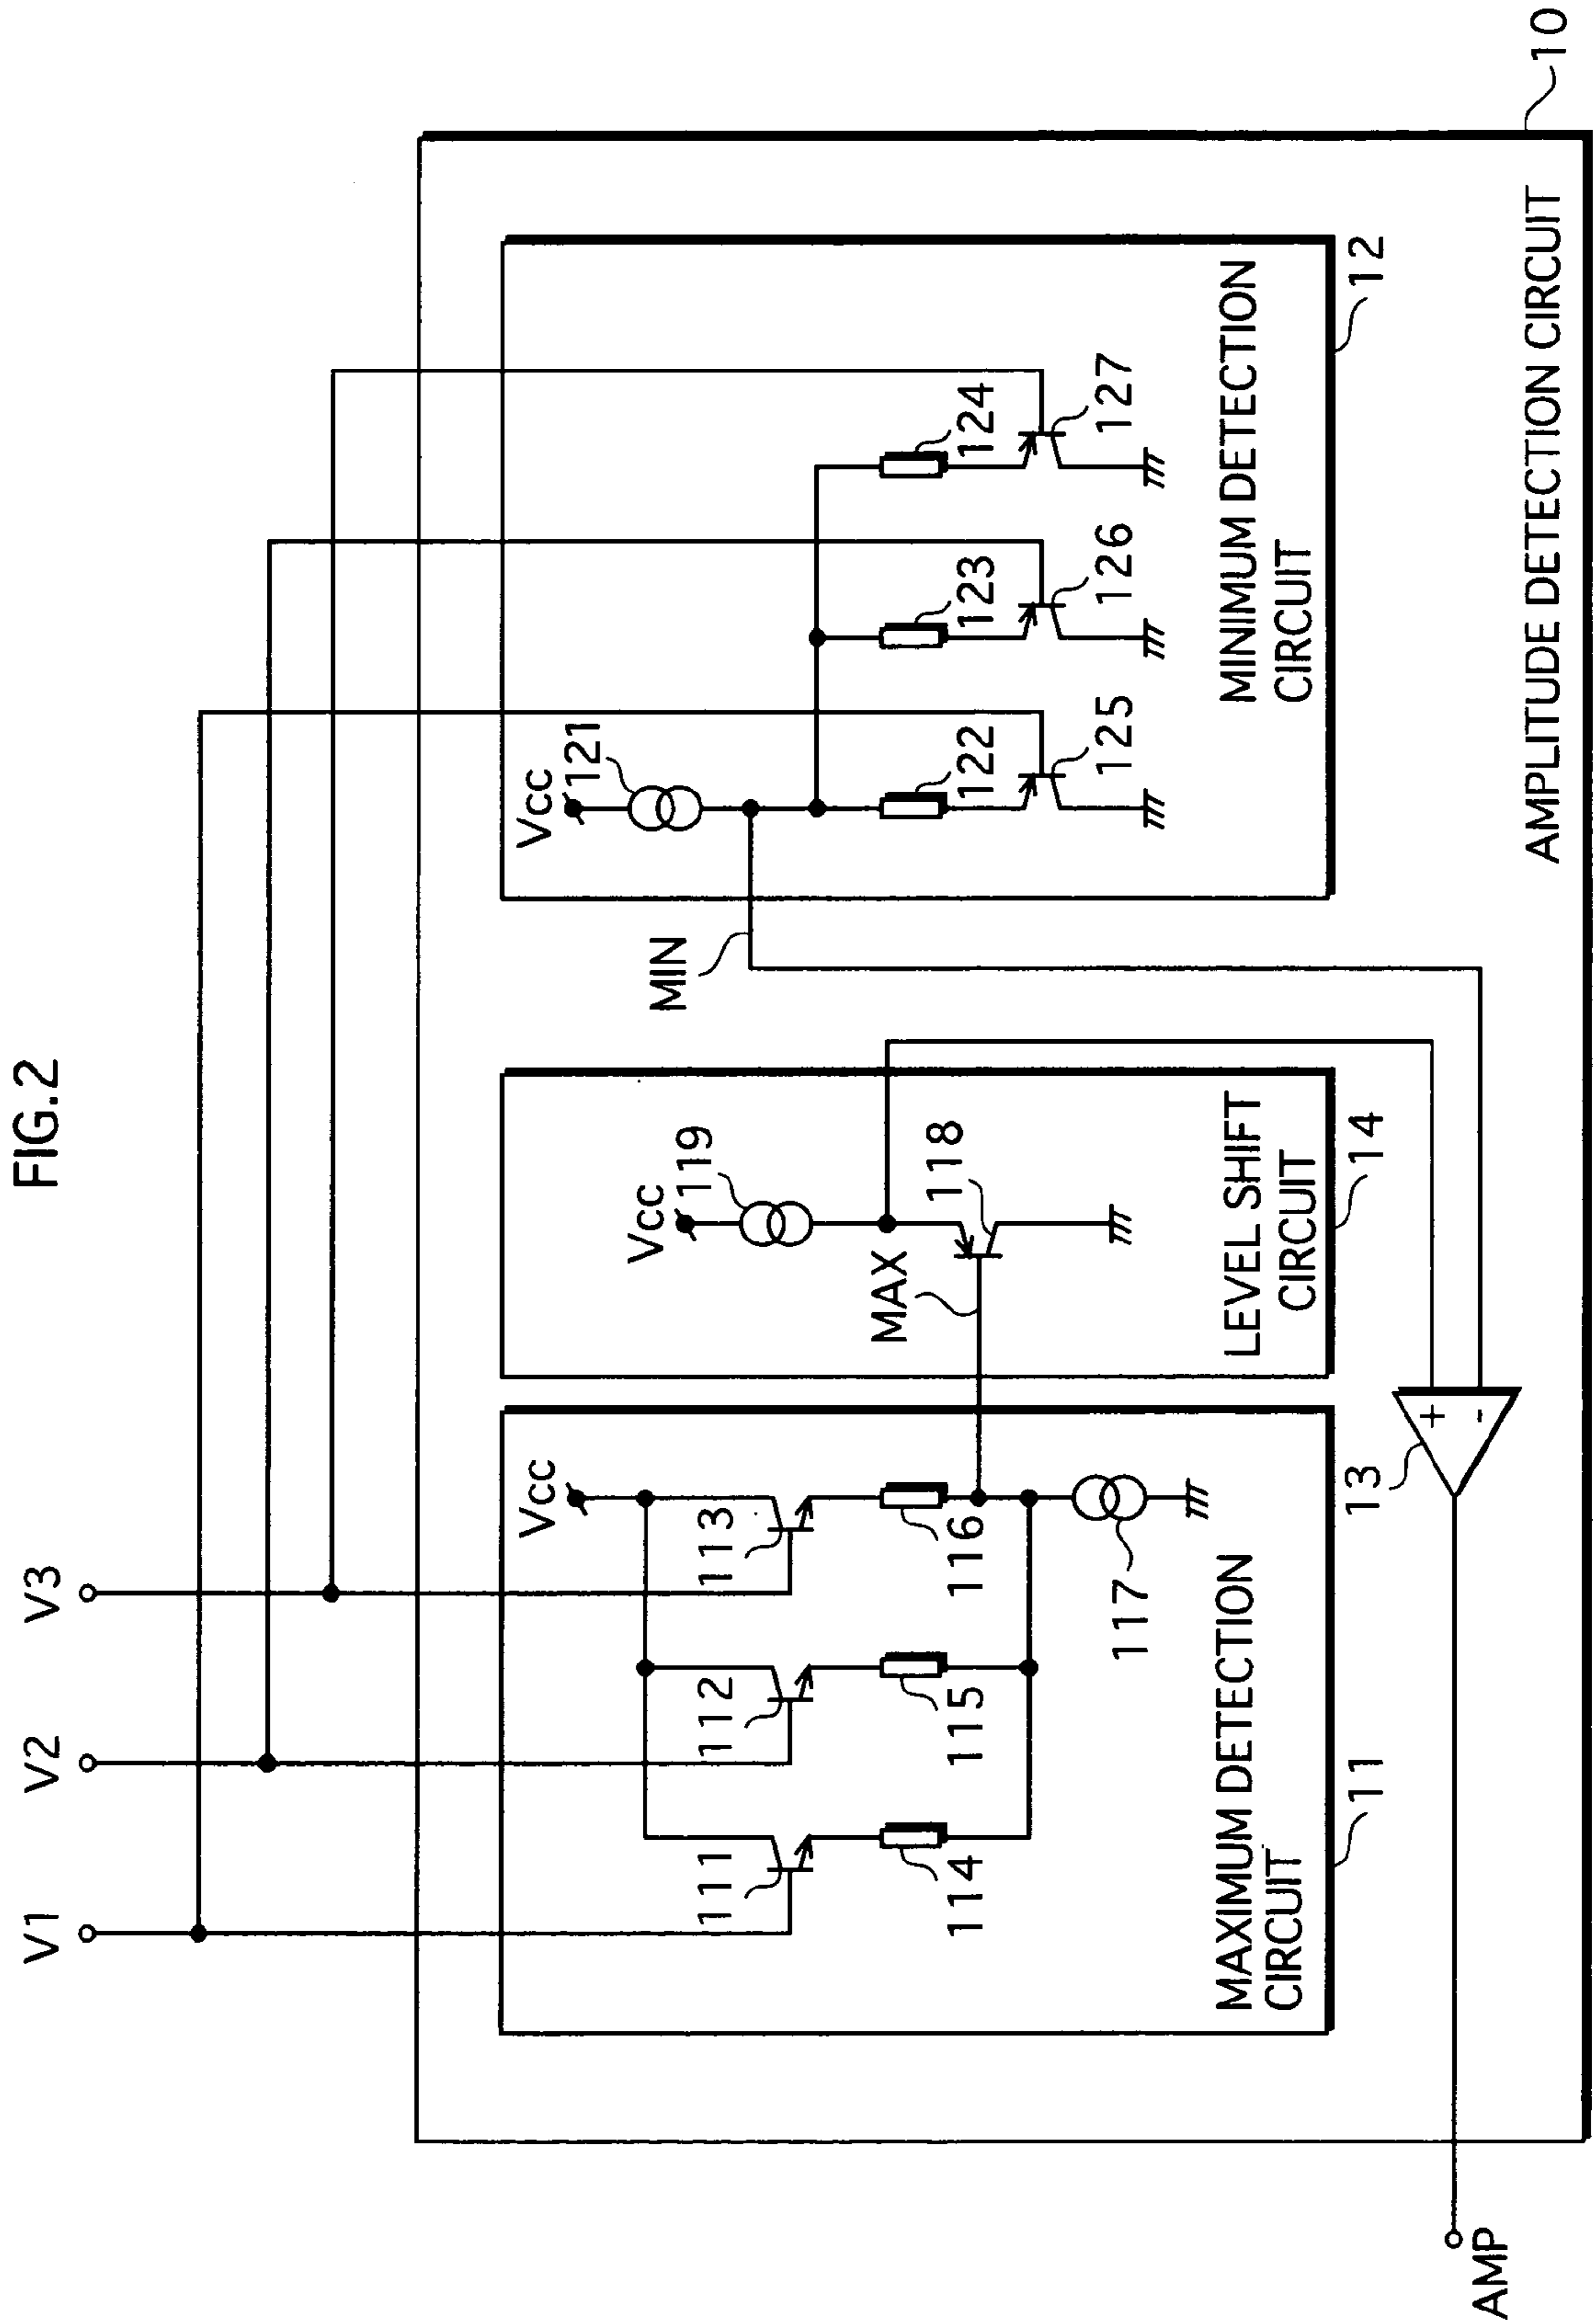 FIG.2
V1
V2
V3
Vcc
111
112
113
114
115
116
117
MAXIMUM DETECTION
CIRCUIT
11
Vcc
119
MAX
118
LEVEL SHIFT
CIRCUIT
14
MIN
Vcc
121
122
123
124
125
126
127
MINIMUM DETECTION
CIRCUIT
12
13
+
-
AMP
AMPLITUDE DETECTION CIRCUIT
10